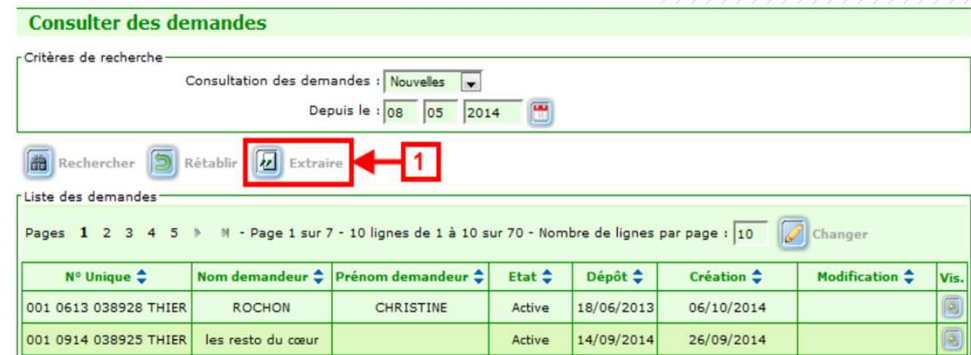 Consulter des demandes
Critères de recherche
Consultation des demandes : Nouvelles
Depuis le : 08 05 2014
Rechercher Rétablir Extraire 1
Liste des demandes
Pages 1 2 3 4 5 - Page 1 sur 7 - 10 lignes de 1 à 10 sur 70 - Nombre de lignes par page : 10 Changer
N° Unique Nom demandeur Prénom demandeur Etat Dépôt Création Modification Vis.
001 0613 038928 THIER ROCHON CHRISTINE Active 18/06/2013 06/10/2014
001 0914 038925 THIER les resto du cœur Active 14/09/2014 26/09/2014